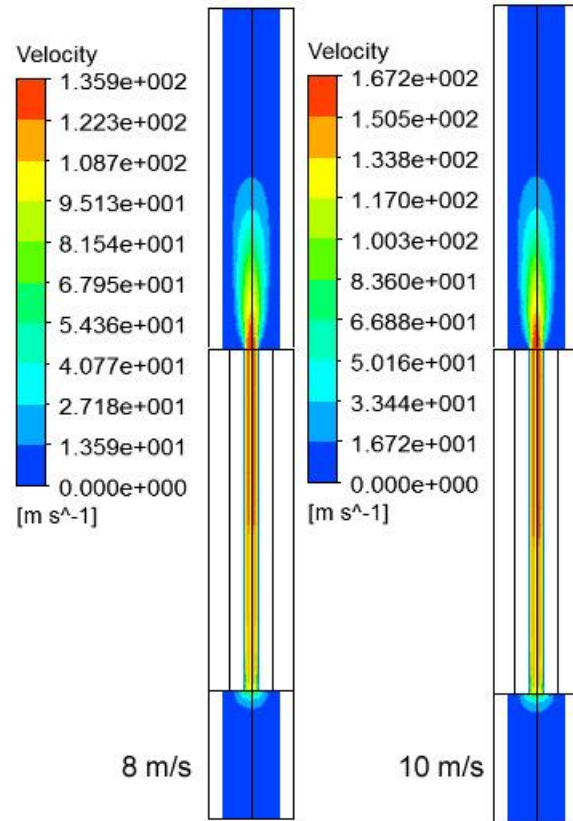 Velocity
1.359e+002
1.223e+002
1.087e+002
9.513e+001
8.154e+001
6.795e+001
5.436e+001
4.077e+001
2.718e+001
1.359e+001
0.000e+000
[m s^-1]
8 m/s
Velocity
1.672e+002
1.505e+002
1.338e+002
1.170e+002
1.003e+002
8.360e+001
6.688e+001
5.016e+001
3.344e+001
1.672e+001
0.000e+000
[m s^-1]
10 m/s